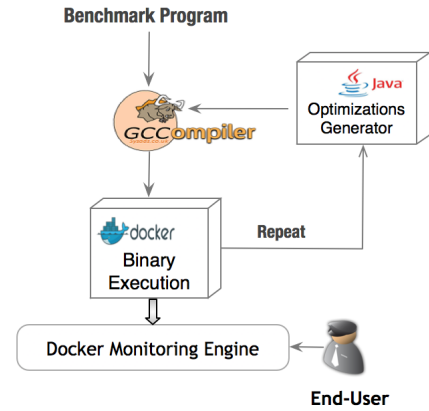 Benchmark Program
Java
Optimizations
Generator
GCCompiler
docker
Binary
Execution
Repeat
Docker Monitoring Engine
End-User